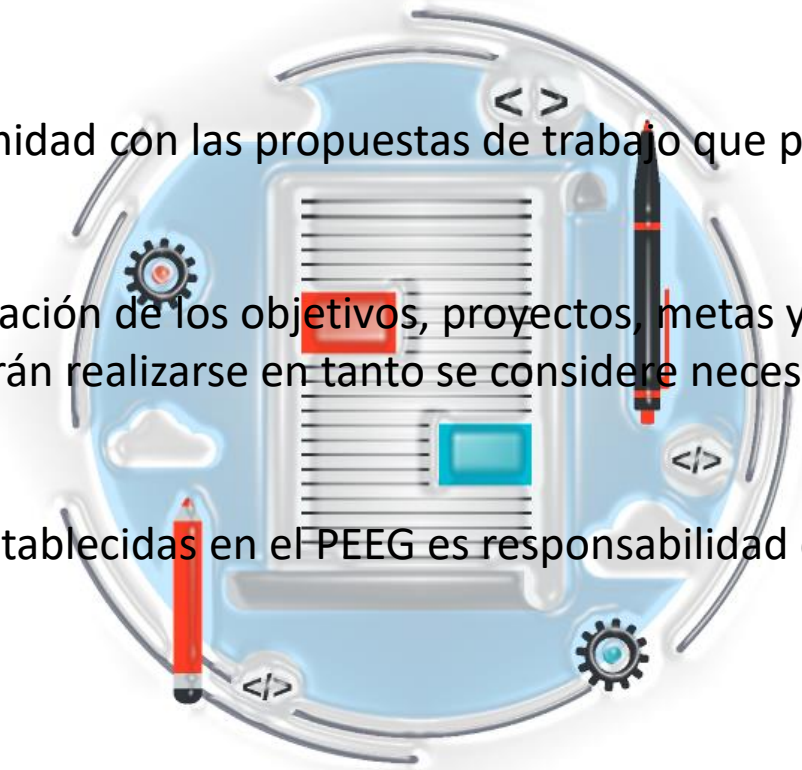 < >
nidad con las propuestas de trabajo que p
ación de los objetivos, proyectos, metas y
rán realizarse en tanto se considere neces
</>
tablecidas en el PEEG es responsabilidad
</>